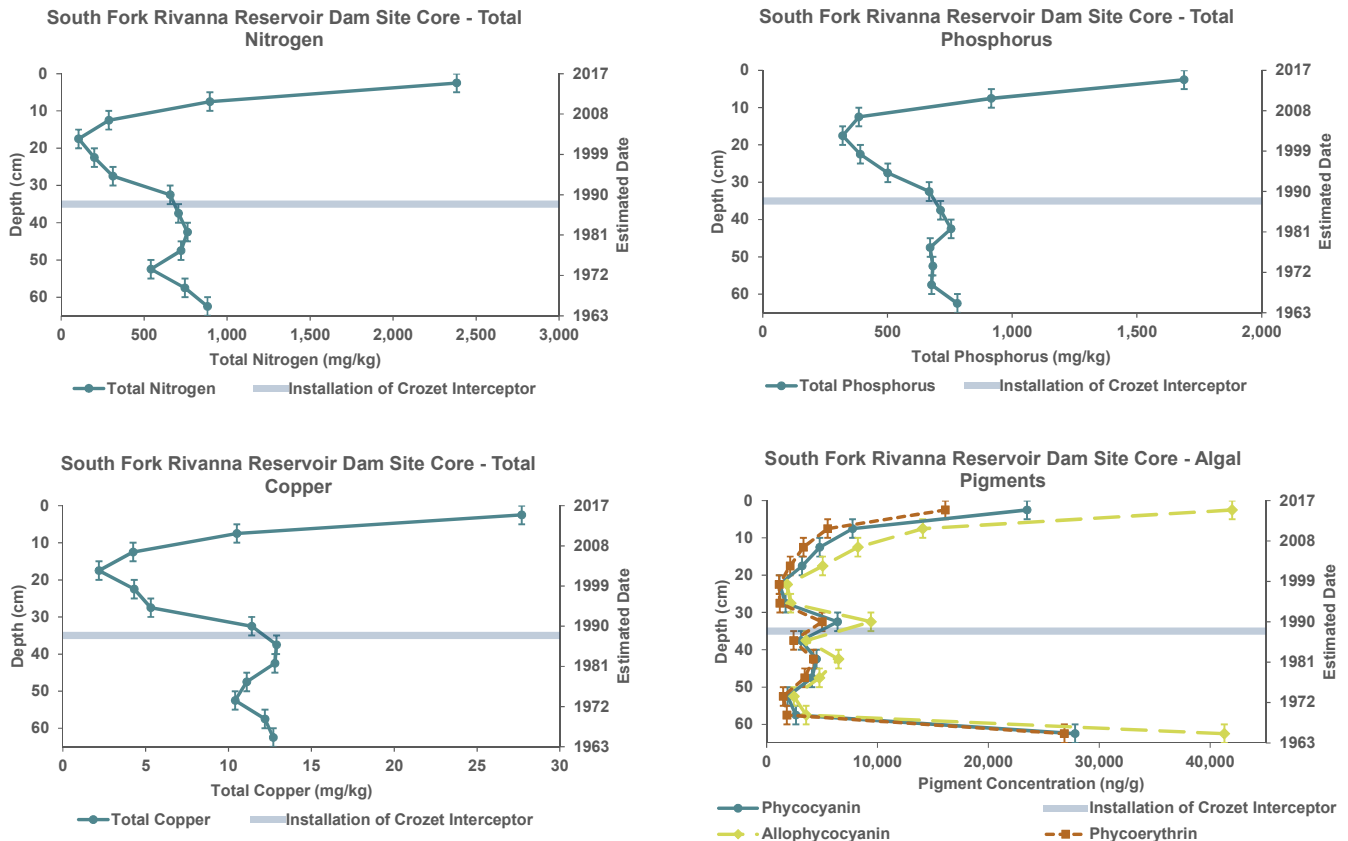 South Fork Rivanna Reservoir Dam Site Core - Total
Nitrogen
0
10
20
30
40
50
60
Depth (cm)
2017
2008
1999
1990
1981
1972
1963
Estimated Date
0 500 1,000 1,500 2,000 2,500 3,000
Total Nitrogen (mg/kg)
Total Nitrogen Installation of Crozet Interceptor
South Fork Rivanna Reservoir Dam Site Core - Total
Phosphorus
0
10
20
30
40
50
60
Depth (cm)
2017
2008
1999
1990
1981
1972
1963
Estimated Date
0 500 1,000 1,500 2,000
Total Phosphorus (mg/kg)
Total Phosphorus Installation of Crozet Interceptor
South Fork Rivanna Reservoir Dam Site Core - Total
Copper
0
10
20
30
40
50
60
Depth (cm)
2017
2008
1999
1990
1981
1972
1963
Estimated Date
0 5 10 15 20 25 30
Total Copper (mg/kg)
Total Copper Installation of Crozet Interceptor
South Fork Rivanna Reservoir Dam Site Core - Algal
Pigments
0
10
20
30
40
50
60
Depth (cm)
2017
2008
1999
1990
1981
1972
1963
Estimated Date
0 10,000 20,000 30,000 40,000
Pigment Concentration (ng/g)
Phycocyanin Installation of Crozet Interceptor
Allophycocyanin Phycoerythrin